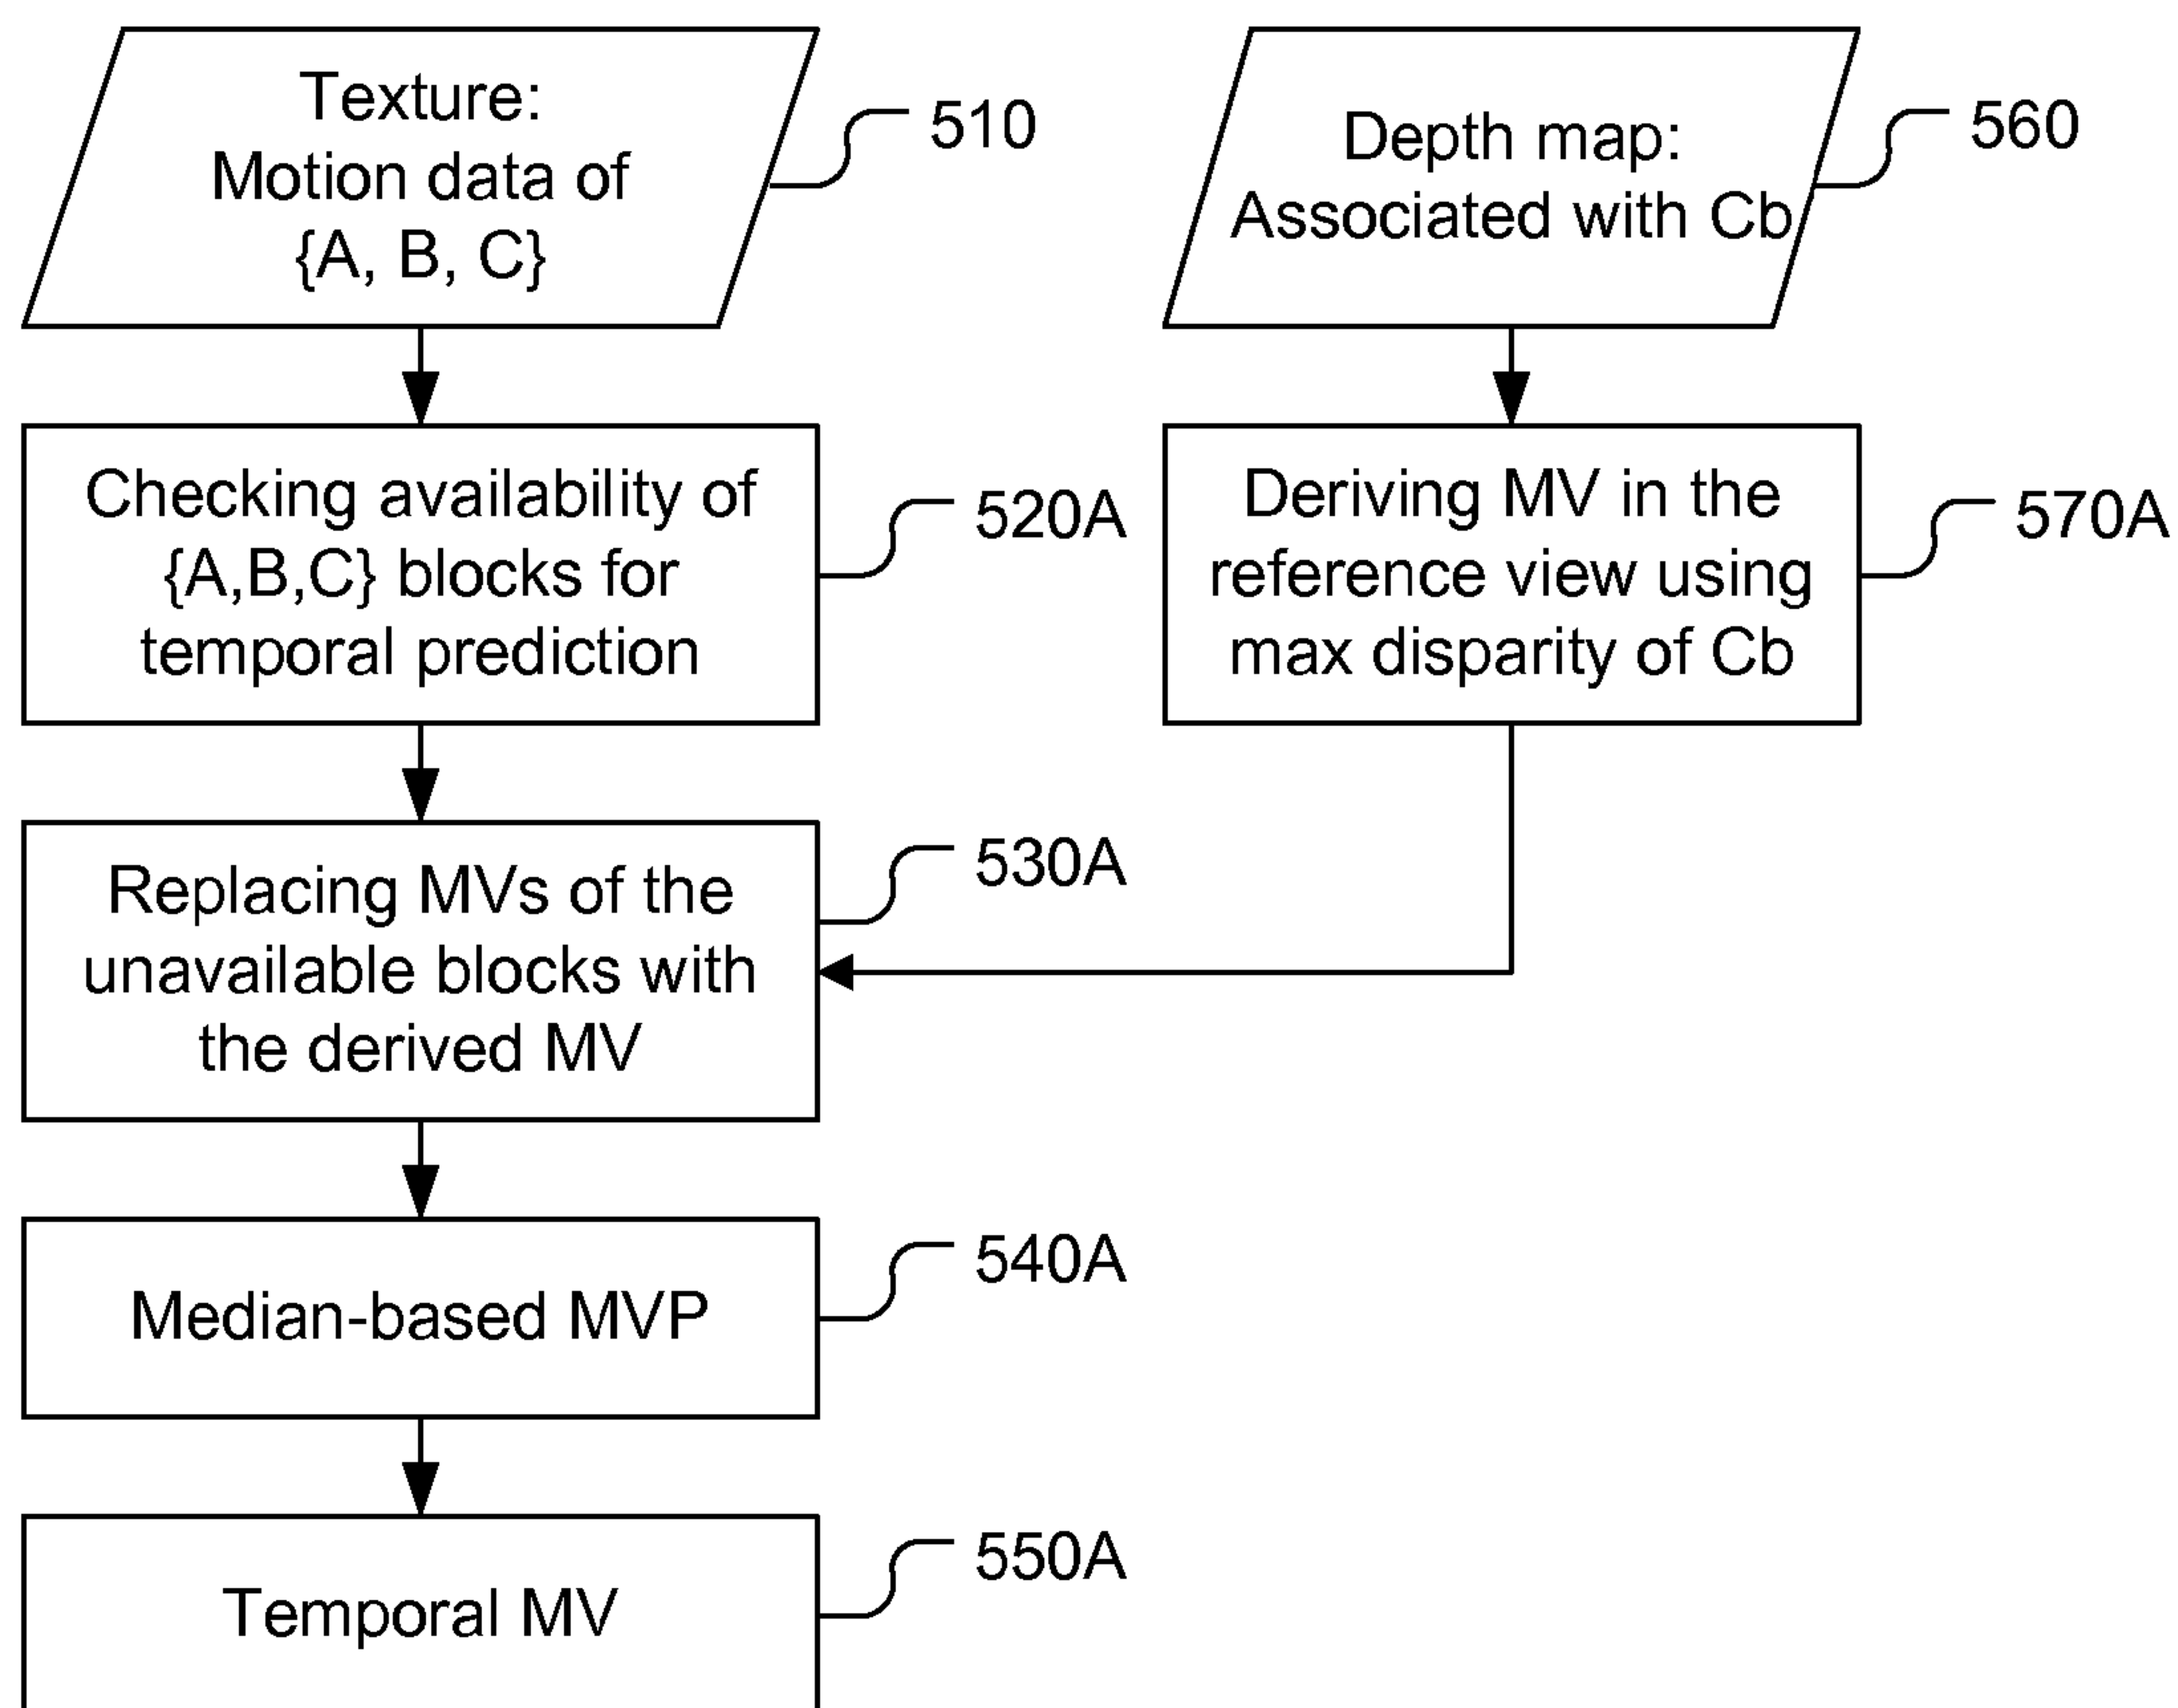 Texture:
Motion data of
{A, B, C}
510
Depth map:
Associated with Cb
560
Checking availability of
{A,B,C} blocks for
temporal prediction
520A
Deriving MV in the
reference view using
max disparity of Cb
570A
Replacing MVs of the
unavailable blocks with
the derived MV
530A
Median-based MVP
540A
Temporal MV
550A